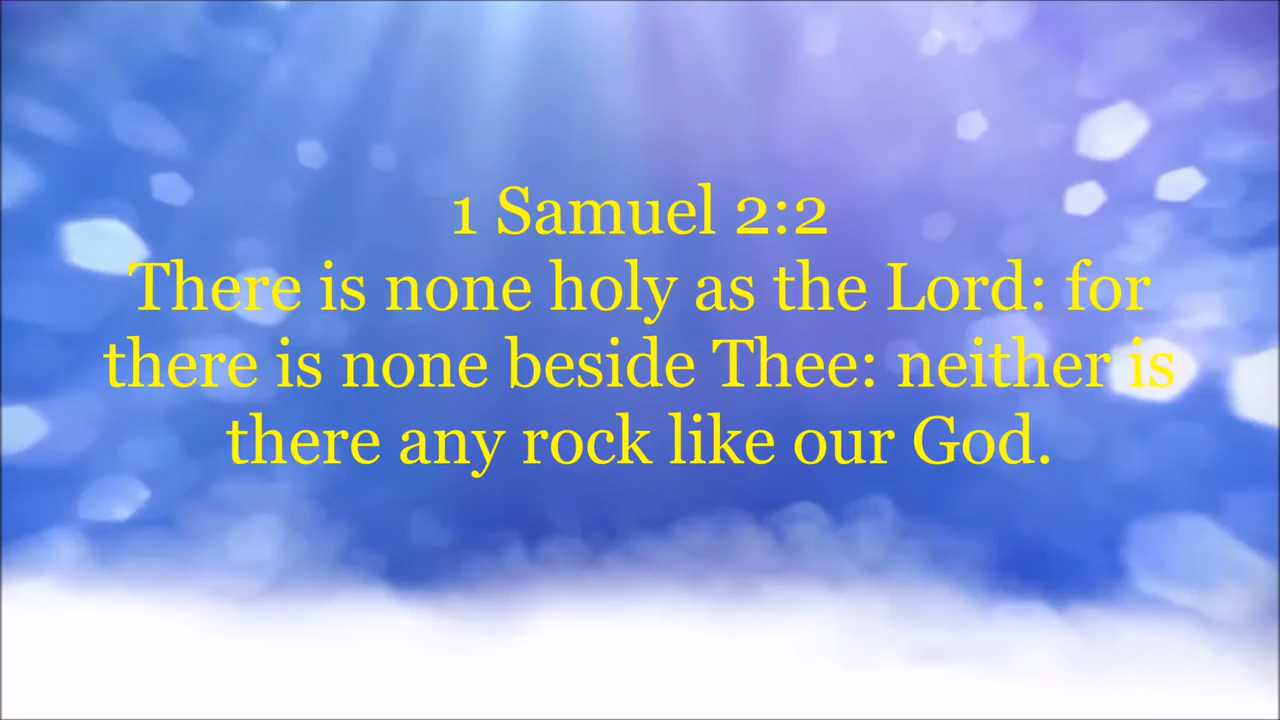 1 Samuel 2:2
There is none holy as the Lord: for
there is none beside Thee: neither is
there any rock like our God.